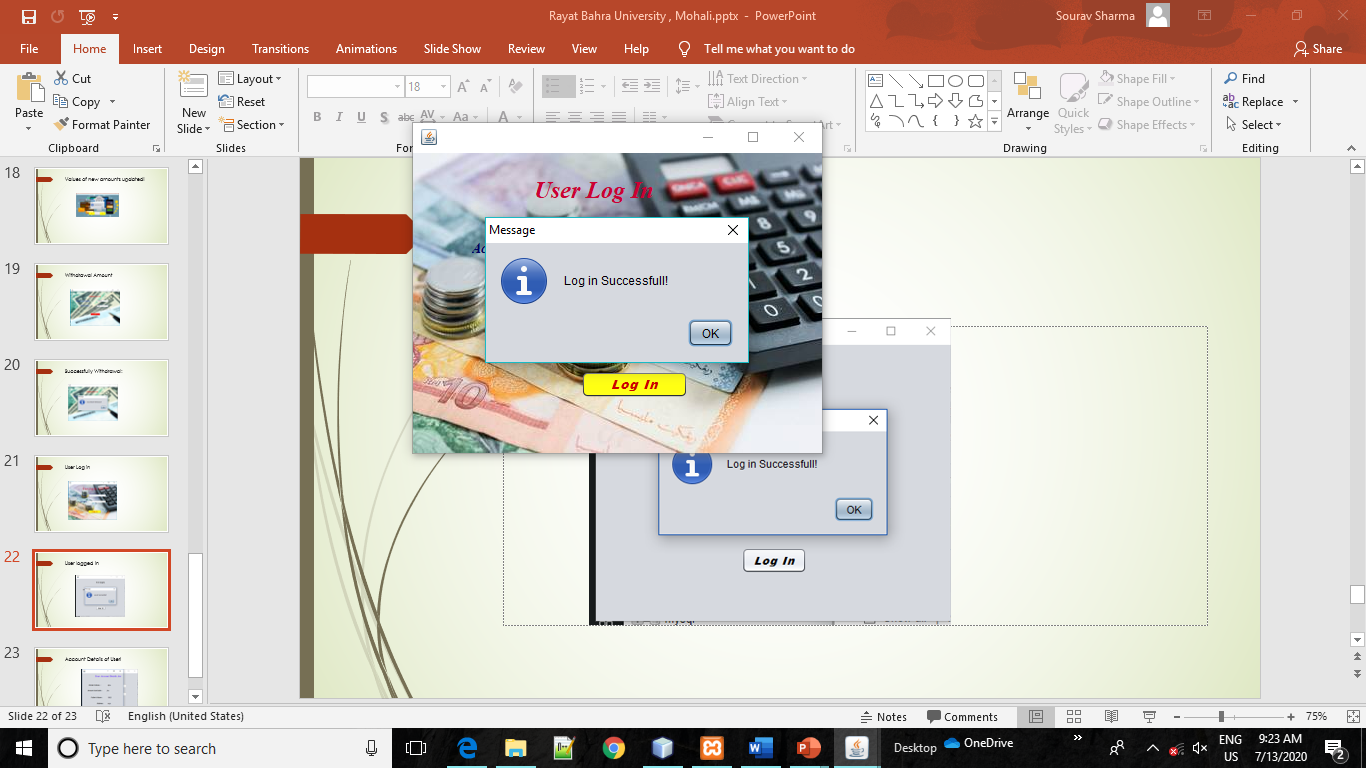 Rayat Bahra University , Mohali.pptx - PowerPoint
Sourav Sharma
File Home Insert Design Transitions Animations Slide Show Review View Help Tell me what you want to do Share
Paste
Cut
Copy
Format Painter
Clipboard
New Slide
Layout
Reset
Section
Slides
18
B I U S abc AV Aa A
Text Direction
Align Text
Arrange
Quick Styles
Shape Fill
Shape Outline
Shape Effects
Drawing
Find
Replace
Select
Editing
18
Values of new amounts updated!
19
Withdrawal Amount
20
Successfully Withdrawal!
21
User Log In
22
User logged In
23
Account Details of User!
User Log In
Message
Log in Successfull!
OK
Log In
Log in Successfull!
OK
Log In
Slide 22 of 23
English (United States)
Notes
Comments
75%
Type here to search
Desktop
OneDrive
ENG
US
9:23 AM
7/13/2020
2